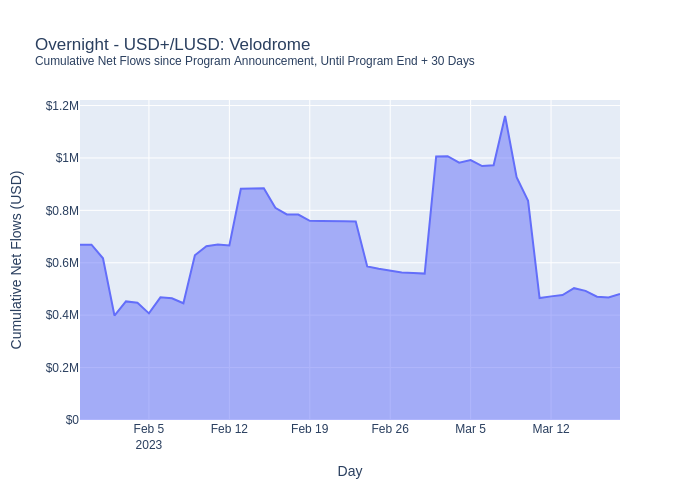 Overnight - USD+/LUSD: Velodrome
Cumulative Net Flows since Program Announcement, Until Program End + 30 Days
Cumulative Net Flows (USD)
$1.2M
$1M
$0.8M
$0.6M
$0.4M
$0.2M
$0
Feb 5 Feb 12 Feb 19 Feb 26 Mar 5 Mar 12
2023
Day